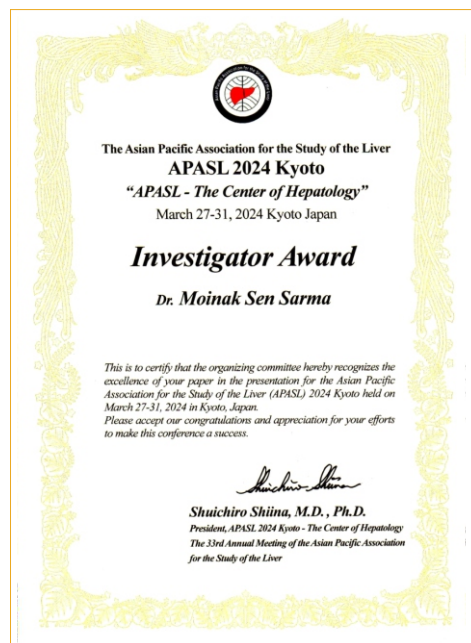 The Asian Pacific Association for the Study of the Liver
APASL 2024 Kyoto
“APASL - The Center of Hepatology”
March 27-31, 2024 Kyoto Japan
Investigator Award
Dr. Moinak Sen Sarma
This is to certify that the organizing committee hereby recognizes the
excellence of your paper in the presentation for the Asian Pacific
Association for the Study of the Liver (APASL) 2024 Kyoto held on
March 27-31, 2024 in Kyoto, Japan.
Please accept our congratulations and appreciation for your efforts
to make this conference a success.
Shuichiro Shiina
Shuichiro Shiina, M.D. , Ph.D.
President, APASL 2024 Kyoto - The Center of Hepatology
The 33rd Annual Meeting of the Asian Pacific Association
for the Study of the Liver